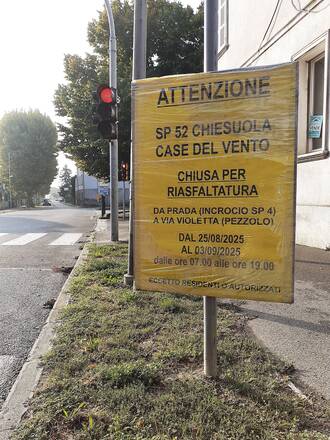 ATTENZIONE
SP 52 CHIESUOLA
CASE DEL VENTO
CHIUSA PER
RIASFALTATURA
DA PRADA (INCROCIO SP 4)
A VIA VIOLETTA (PEZZOLO)
DAL 25/08/2025
AL 03/09/2025
dalle ore 07.00 alle ore 19.00
ECCETTO RESIDENTI O AUTORIZZATI